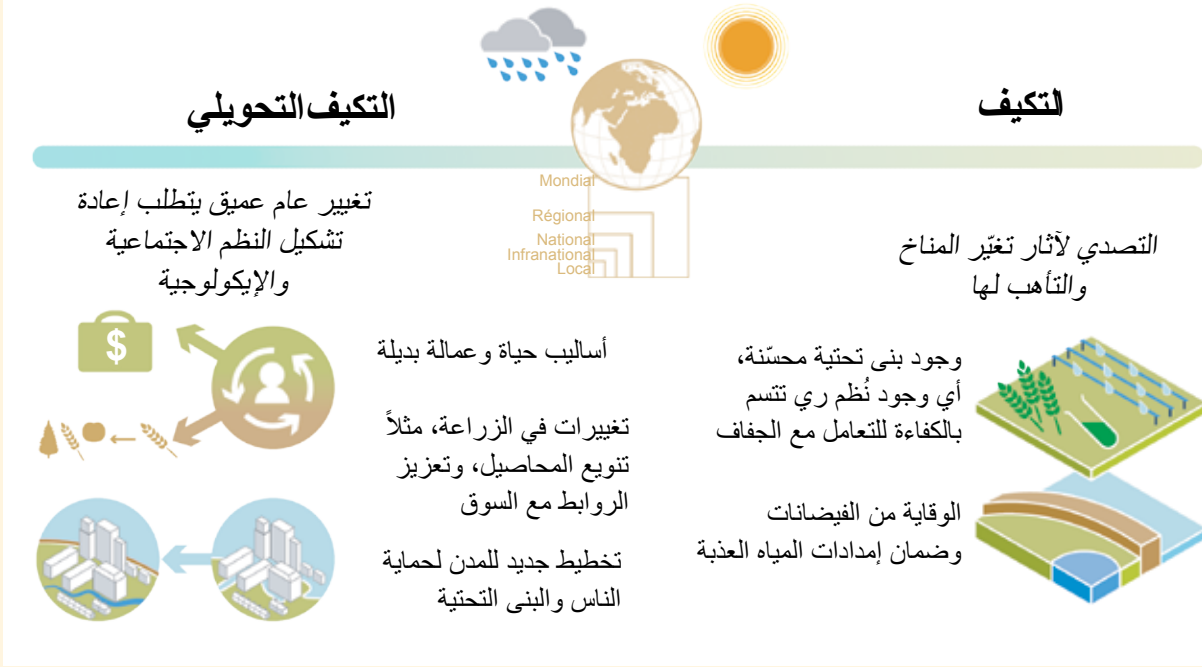 التكيف
التكيف التحويلي
Mondial
Régional
National
Infranational
Local
التصدي لآثار تغيّر المناخ
والتأهب لها
وجود بنى تحتية محسّنة،
أي وجود نُظم ري تتسم
بالكفاءة للتعامل مع الجفاف
الوقاية من الفيضانات
وضمان إمدادات المياه العذبة
تغيير عام عميق يتطلب إعادة
تشكيل النظم الاجتماعية
والإيكولوجية
$
أساليب حياة وعمالة بديلة
تغييرات في الزراعة، مثلاً
تنويع المحاصيل، وتعزيز
الروابط مع السوق
تخطيط جديد للمدن لحماية
الناس والبنى التحتية